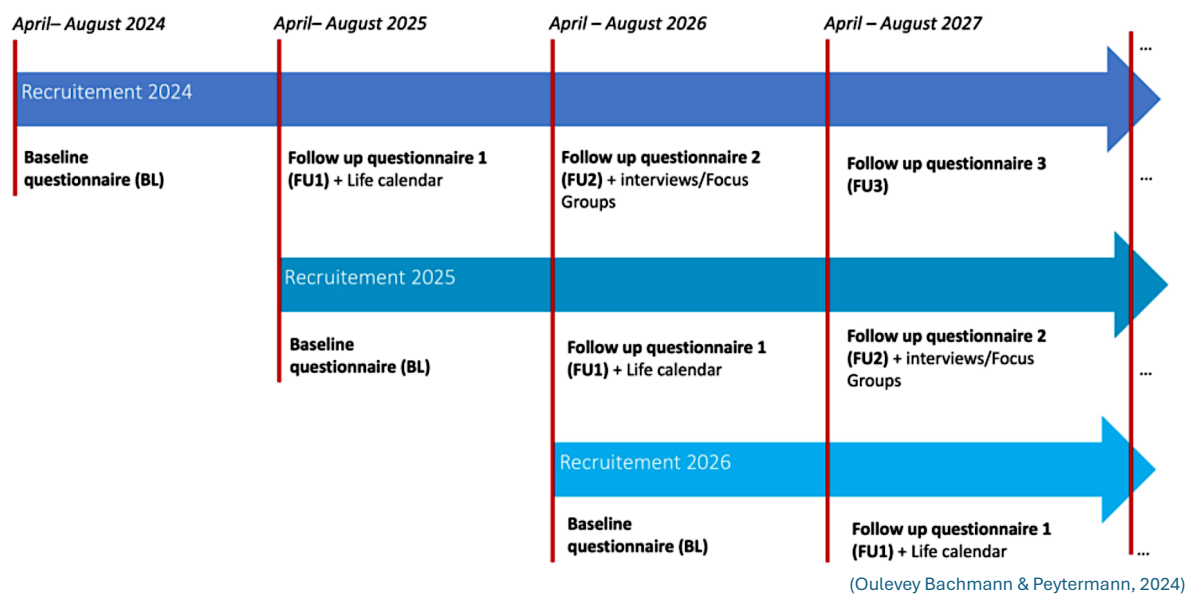 April– August 2024
April– August 2025
April – August 2026
April – August 2027
...
Recruitement 2024
Baseline
questionnaire (BL)
Follow up questionnaire 1
(FU1) + Life calendar
Follow up questionnaire 2
(FU2) + interviews/Focus
Groups
Follow up questionnaire 3
(FU3)
...
Recruitement 2025
Baseline
questionnaire (BL)
Follow up questionnaire 1
(FU1) + Life calendar
Follow up questionnaire 2
(FU2) + interviews/Focus
Groups
...
Recruitement 2026
Baseline
questionnaire (BL)
Follow up questionnaire 1
(FU1) + Life calendar
...
(Oulevey Bachmann & Peytermann, 2024)